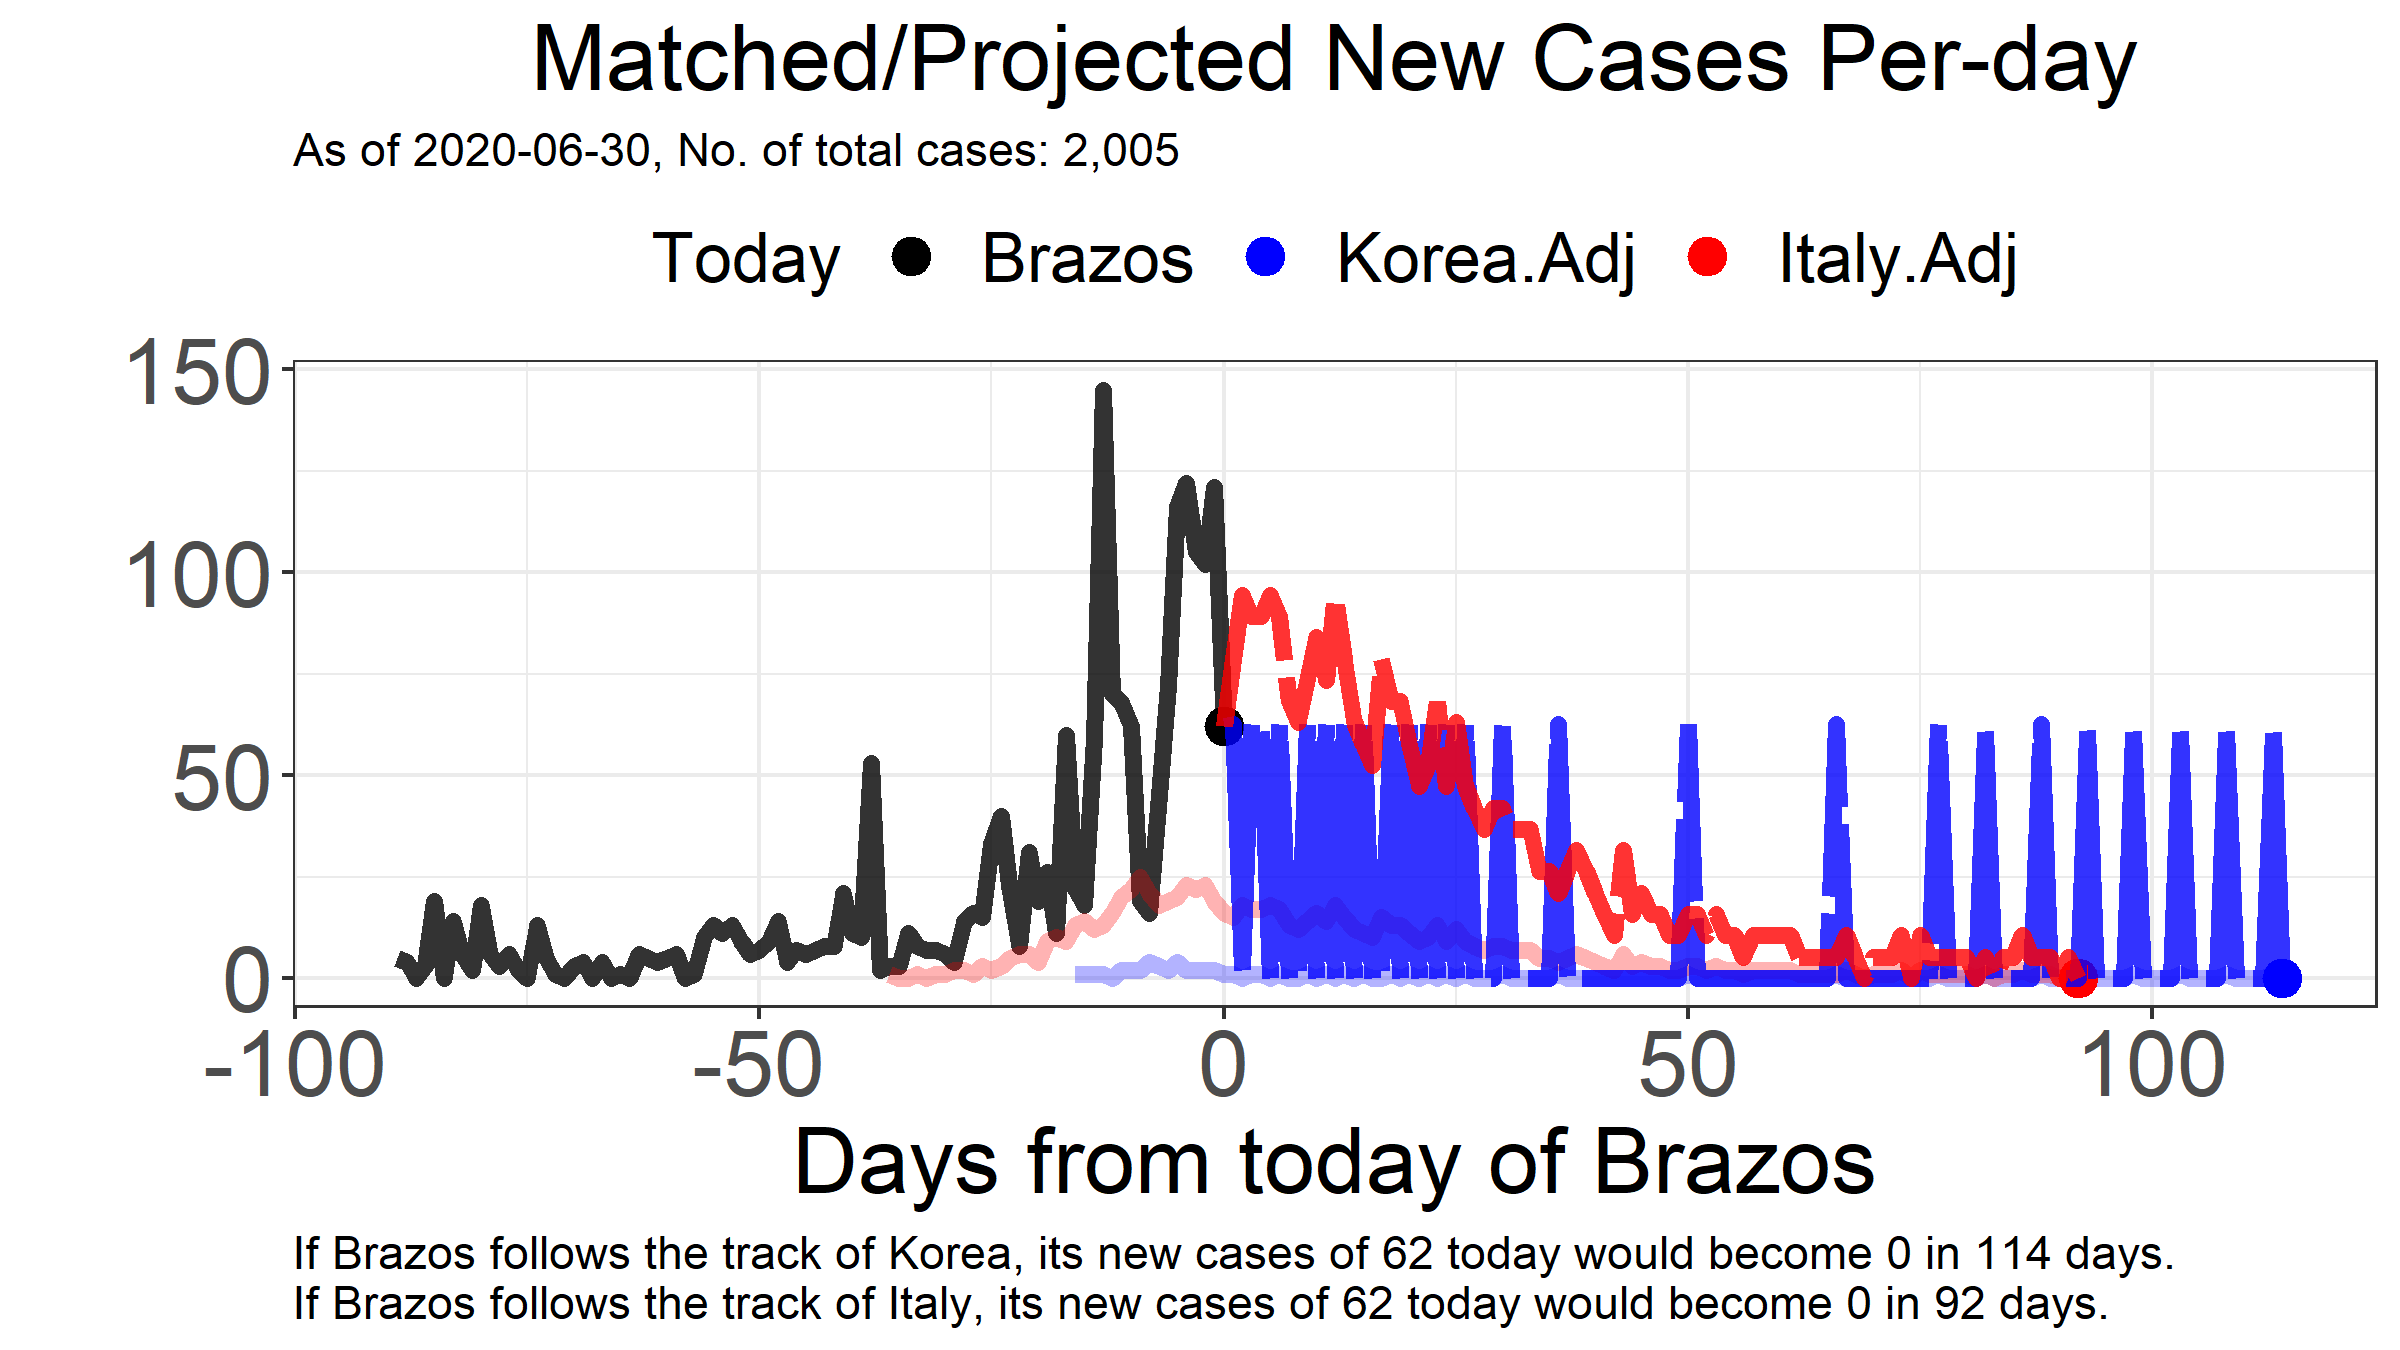 Matched/Projected New Cases Per-day
As of 2020-06-30, No. of total cases: 2,005
Today Brazos Korea.Adj Italy.Adj
150
100
50
0
-100 -50 0 50 100
Days from today of Brazos
If Brazos follows the track of Korea, its new cases of 62 today would become 0 in 114 days.
If Brazos follows the track of Italy, its new cases of 62 today would become 0 in 92 days.